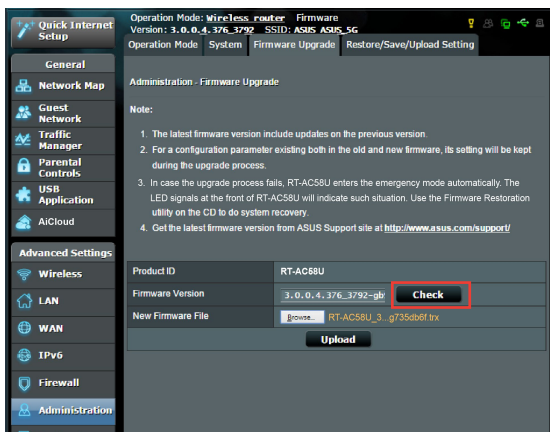 Quick Internet
Setup
Operation Mode: Wireless router Firmware
Version: 3.0.0.4.376_3792 SSID: ASUS ASUS_5G
Operation Mode System Firmware Upgrade Restore/Save/Upload Setting
General
Network Map
Guest
Network
Traffic
Manager
Parental
Controls
USB
Application
AiCloud
Advanced Settings
Wireless
LAN
WAN
IPv6
Firewall
Administration
Administration - Firmware Upgrade
Note:
1. The latest firmware version include updates on the previous version.
2. For a configuration parameter existing both in the old and new firmware, its setting will be kept
during the upgrade process.
3. In case the upgrade process fails, RT-AC58U enters the emergency mode automatically. The
LED signals at the front of RT-AC58U will indicate such situation. Use the Firmware Restoration
utility on the CD to do system recovery.
4. Get the latest firmware version from ASUS Support site at http://www.asus.com/support/
Product ID RT-AC58U
Firmware Version 3.0.0.4.376_3792-gb Check
New Firmware File Browse... RT-AC58U_3...g735db6f.trx
Upload